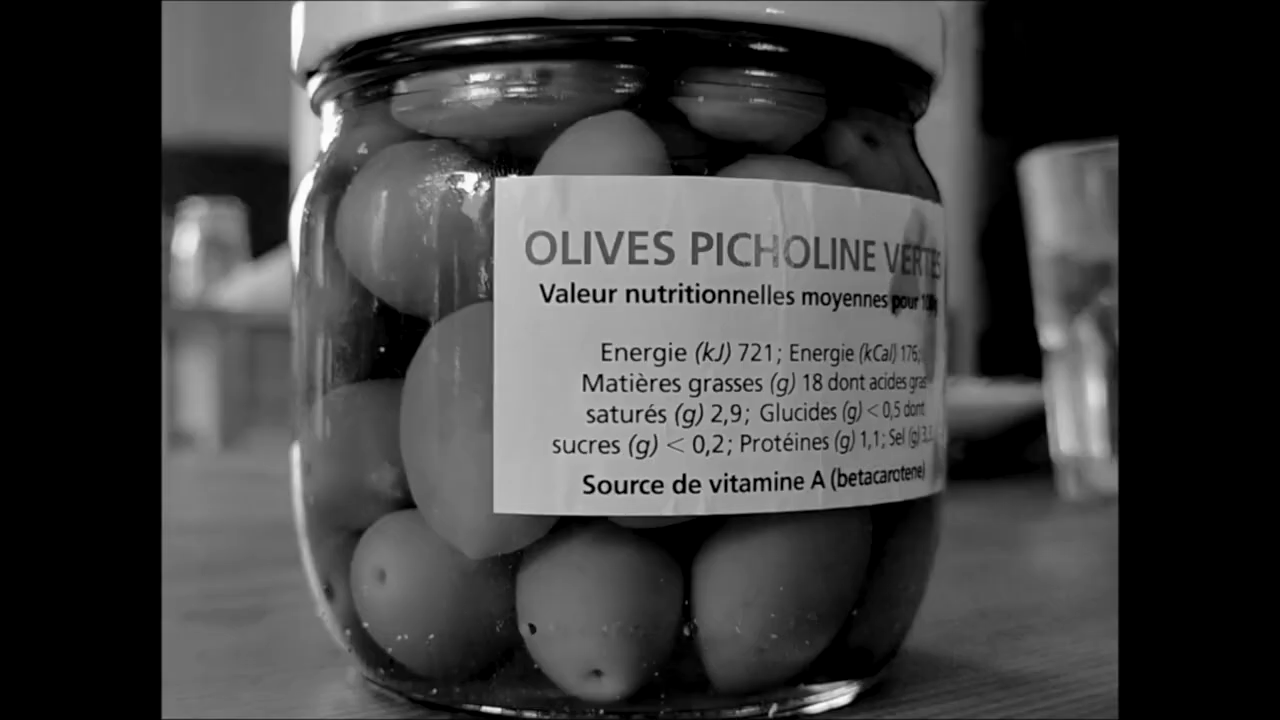 OLIVES PICHOLINE VERTES
Valeur nutritionnelles moyennes pour
Energie (kJ) 721; Energie (kCal) 176;
Matières grasses (g) 18 dont acides gras
saturés (g) 2,9; Glucides (g) < 0,5 dont
sucres (g) < 0,2; Protéines (g) 1,1; Sel (g)
Source de vitamine A (betacarotene)